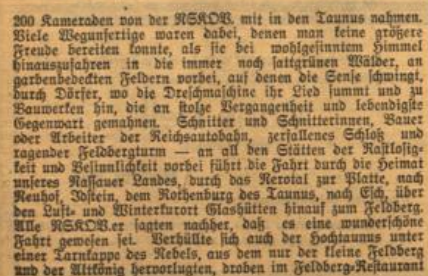 200 Kameraden von der NSKOV. mit in den Taunus nahmen.
Viele Wegunfertige waren dabei, denen man keine größere
Freude bereiten konnte, als sie bei wohlgesinntem Himmel
hinauszufahren in die immer noch sattgrünen Wälder, an
garbenbedeckten Feldern vorbei, auf denen die Sense schwingt,
durch Dörfer, wo die Dreschmaschine ihr Lied summt und zu
Bauwerken hin, die an stolze Vergangenheit und lebendigste
Gegenwart gemahnen. Schnitter und Schnitterinnen, Bauer
oder Arbeiter der Reichsautobahn, zerfallenes Schloß und
ragender Feldbergturm — an all den Stätten der Rastlosig-
keit und Besinnlichkeit vorbei führt die Fahrt durch die Heimat
unseres Nassauer Landes, durch das Nerotal zur Platte, nach
Neuhof, Idstein, dem Rothenburg des Taunus, nach Esch, über
den Luft- und Winterkurort Glashütten hinauf zum Feldberg.
Alle NSKOV.er sagten nachher, daß es eine wunderschöne
Fahrt gewesen sei. Verhüllte sich auch der Hochtaunus unter
einer Tarnkappe des Nebels, aus dem nur der kleine Feldberg
und der Altkönig hervorlugten, droben im Feldberg-Restaurant